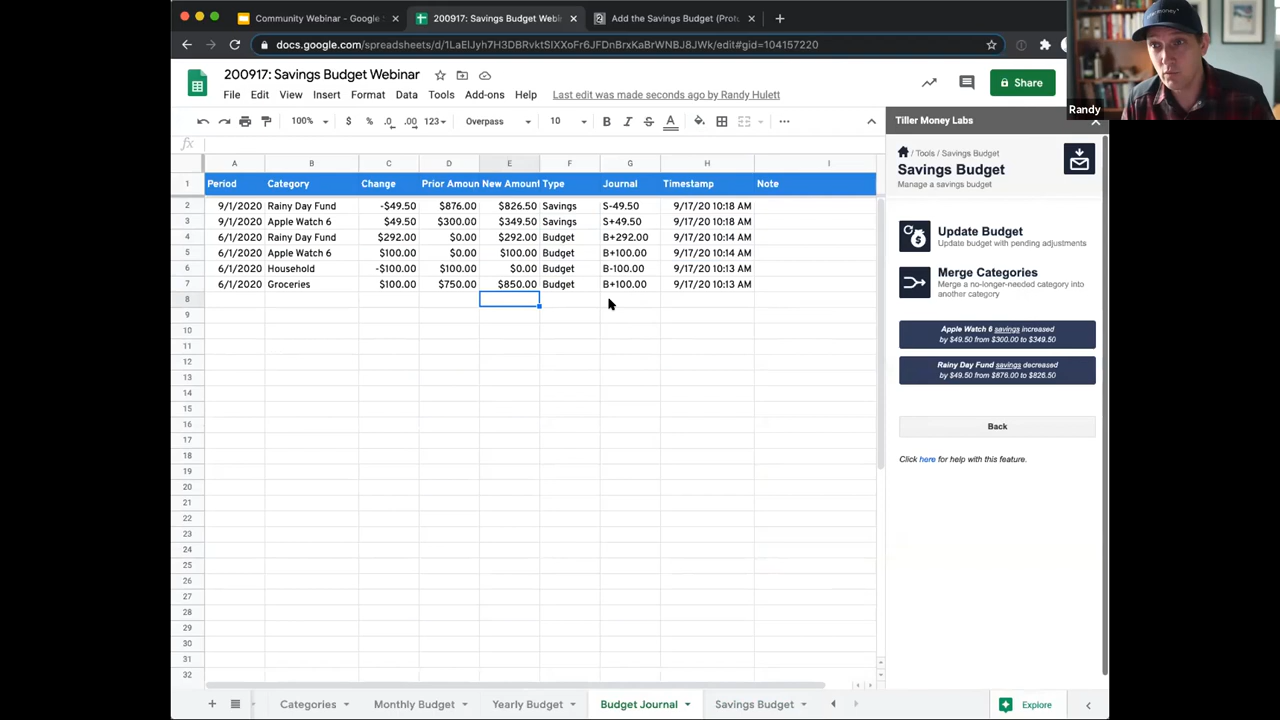 Community Webinar - Google
200917: Savings Budget Webi
Add the Savings Budget (Protu
docs.google.com/spreadsheets/d/1LaElJyh7H3DBRvktSIXXoFr6JFDnBrxKaBrWNBJ8JWk/edit#gid=104157220
Randy
200917: Savings Budget Webinar
File Edit View Insert Format Data Tools Add-ons Help Last edit was made seconds ago by Randy Hulett
Share
100% $ % .0 .00 123 Overpass 10 B I S A
Tiller Money Labs
fx
/ Tools / Savings Budget
Savings Budget
Manage a savings budget
A B C D E F G H I
1 Period Category Change Prior Amoun New Amount Type Journal Timestamp Note
2 9/1/2020 Rainy Day Fund -$49.50 $876.00 $826.50 Savings S-49.50 9/17/20 10:18 AM
3 9/1/2020 Apple Watch 6 $49.50 $300.00 $349.50 Savings S+49.50 9/17/20 10:18 AM
4 6/1/2020 Rainy Day Fund $292.00 $0.00 $292.00 Budget B+292.00 9/17/20 10:14 AM
5 6/1/2020 Apple Watch 6 $100.00 $0.00 $100.00 Budget B+100.00 9/17/20 10:14 AM
6 6/1/2020 Household -$100.00 $100.00 $0.00 Budget B-100.00 9/17/20 10:13 AM
7 6/1/2020 Groceries $100.00 $750.00 $850.00 Budget B+100.00 9/17/20 10:13 AM
8
9
10
11
12
13
14
15
16
17
18
19
20
21
22
23
24
25
26
27
28
29
30
31
32
Update Budget
Update budget with pending adjustments
Merge Categories
Merge a no-longer-needed category into
another category
Apple Watch 6 savings increased
by $49.50 from $300.00 to $349.50
Rainy Day Fund savings decreased
by $49.50 from $876.00 to $826.50
Back
Click here for help with this feature.
Categories Monthly Budget Yearly Budget Budget Journal Savings Budget
Explore